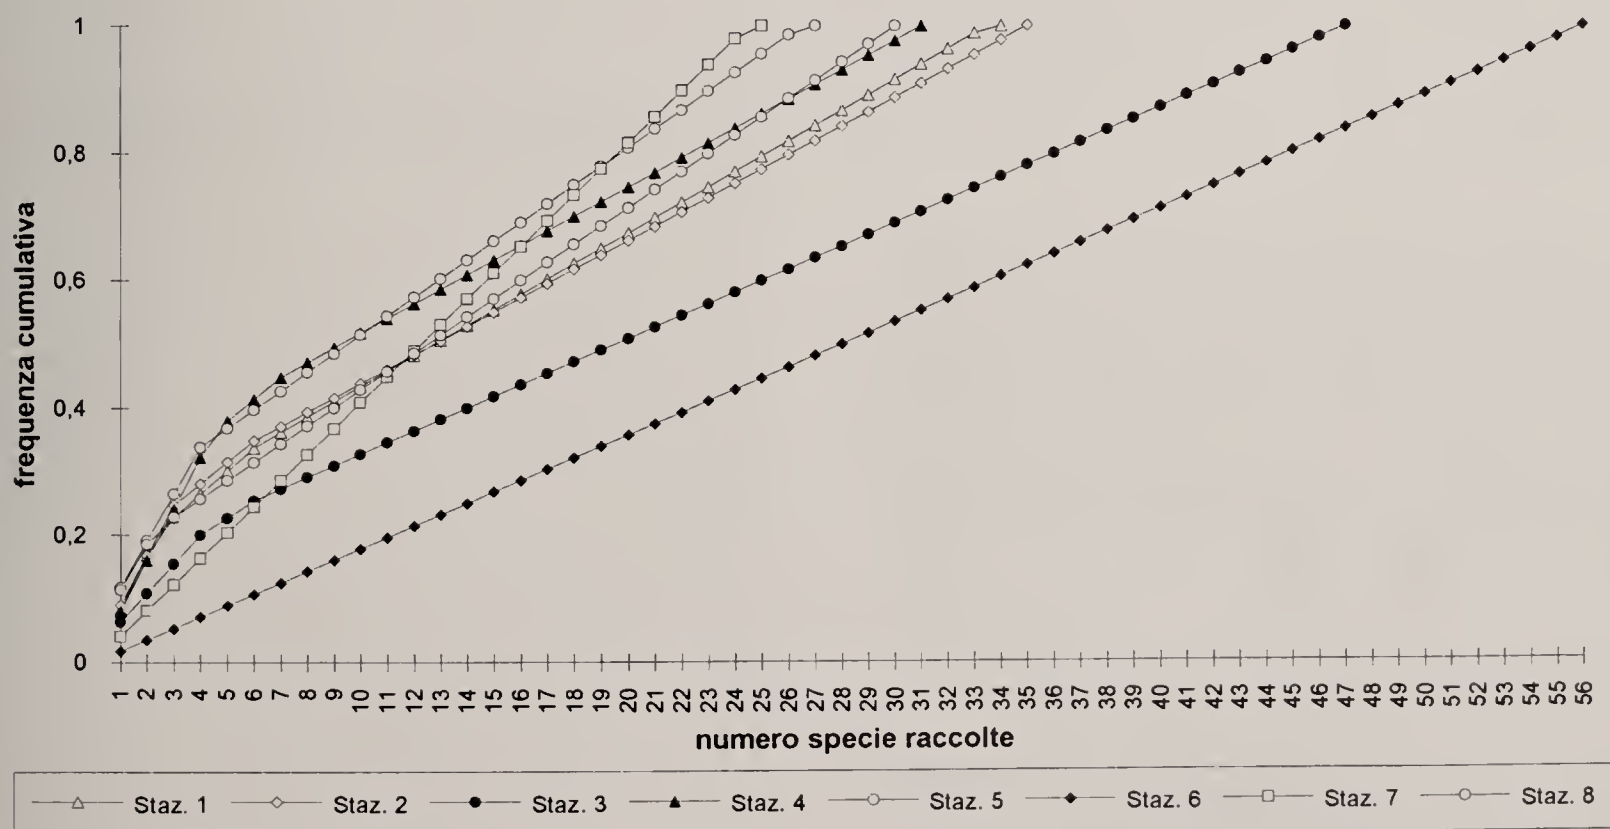 frequenza cumulativa
1
0,8
0,6
0,4
0,2
0
1 2 3 4 5 6 7 8 9 10 11 12 13 14 15 16 17 18 19 20 21 22 23 24 25 26 27 28 29 30 31 32 33 34 35 36 37 38 39 40 41 42 43 44 45 46 47 48 49 50 51 52 53 54 55 56
numero specie raccolte
Staz. 1 Staz. 2 Staz. 3 Staz. 4 Staz. 5 Staz. 6 Staz. 7 Staz. 8